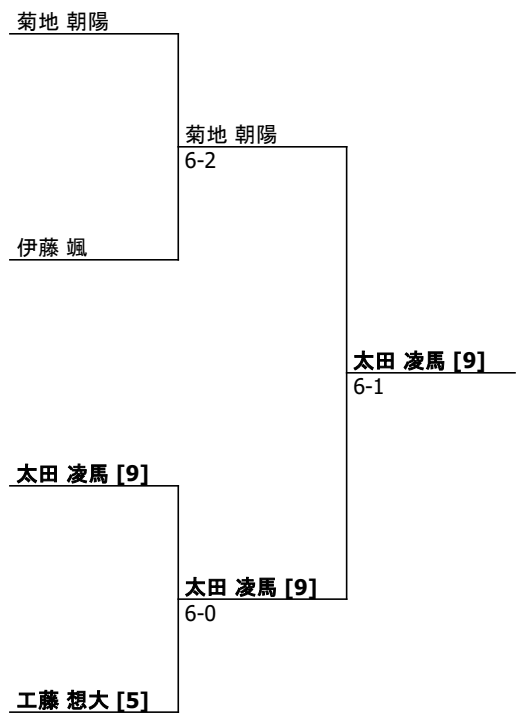 菊地 朝陽
菊地 朝陽
6-2
伊藤 颯
太田 凌馬 [9]
6-1
太田 凌馬 [9]
太田 凌馬 [9]
6-0
工藤 想大 [5]